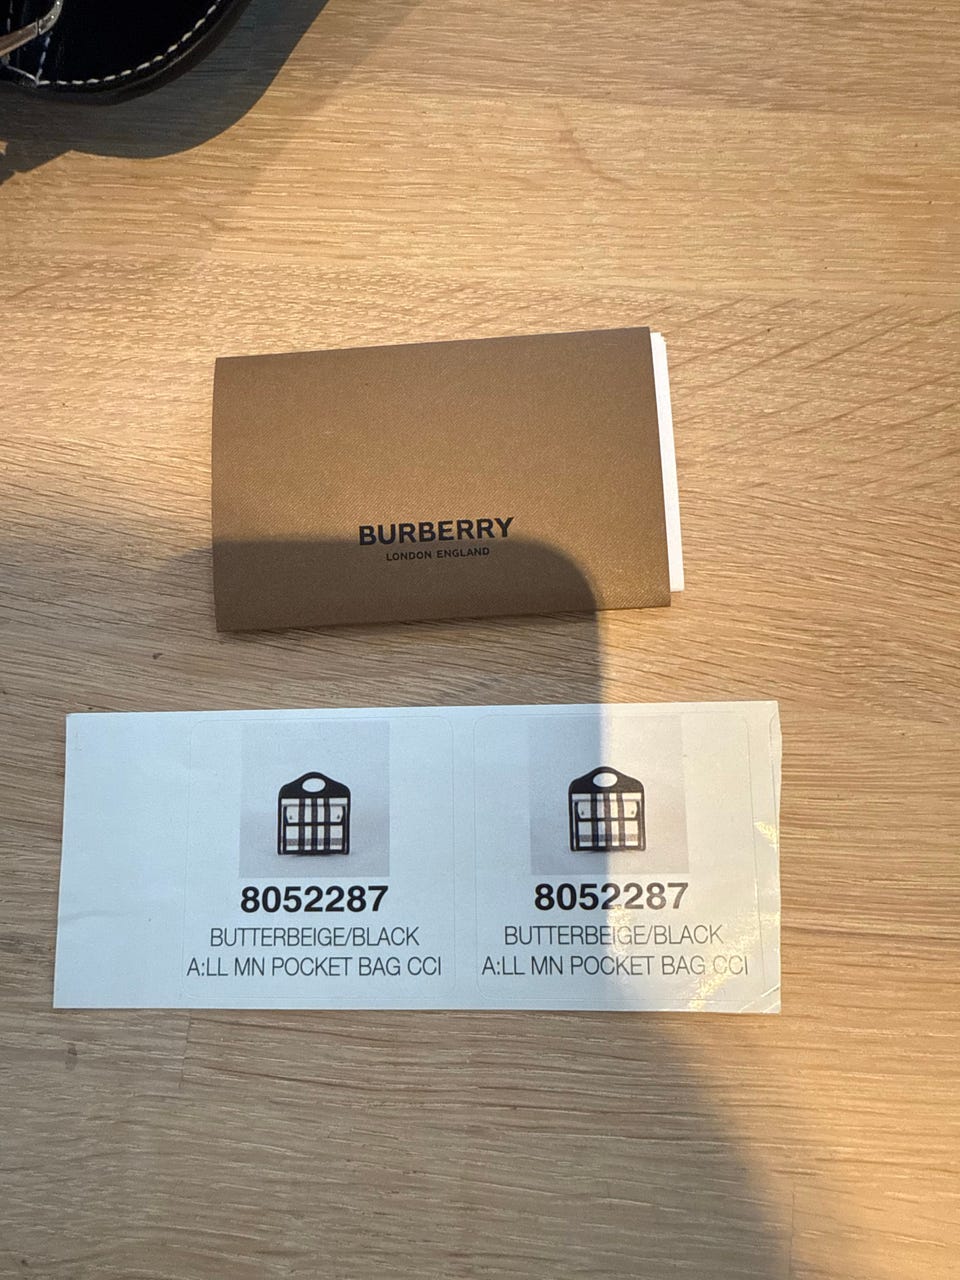 BURBERRY
LONDON ENGLAND
8052287
BUTTERBEIGE/BLACK
A:LL MN POCKET BAG CCI
8052287
BUTTERBEIGE/BLACK
A:LL MN POCKET BAG CCI